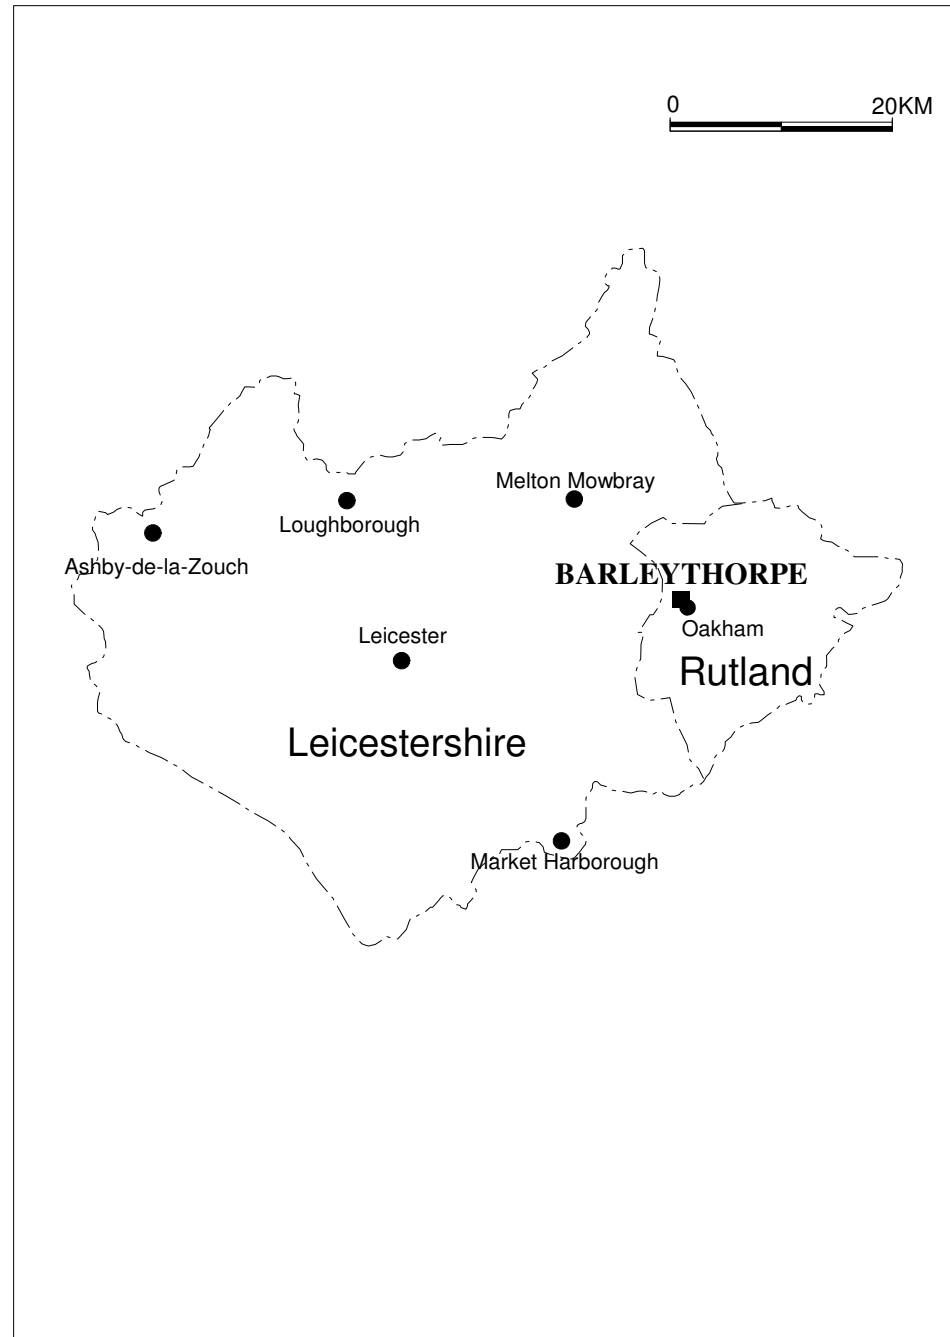 0 20KM
Melton Mowbray
Loughborough
Ashby-de-la-Zouch
BARLEYTHORPE
Oakham
Leicester
Rutland
Leicestershire
Market Harborough